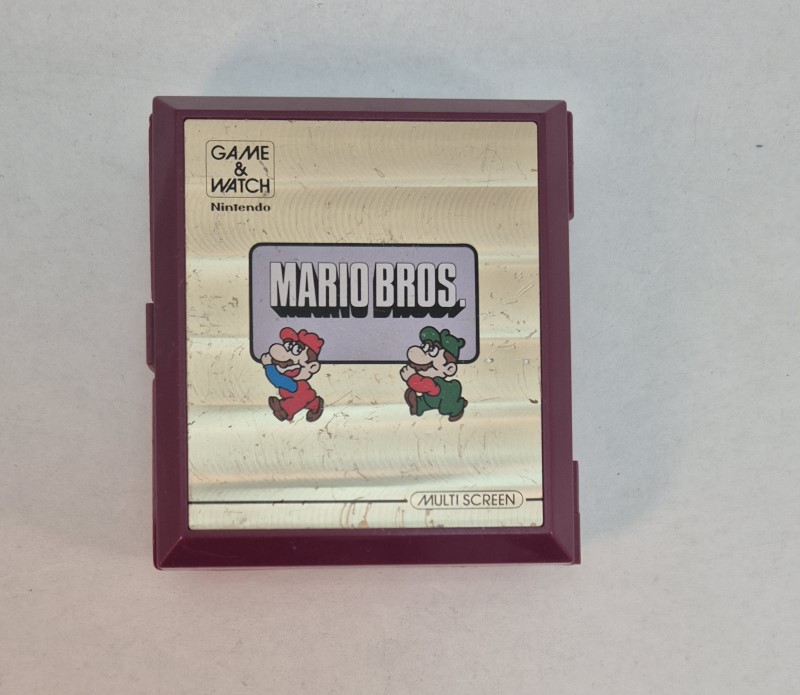 GAME
&
WATCH
Nintendo
MARIO BROS.
MULTI SCREEN